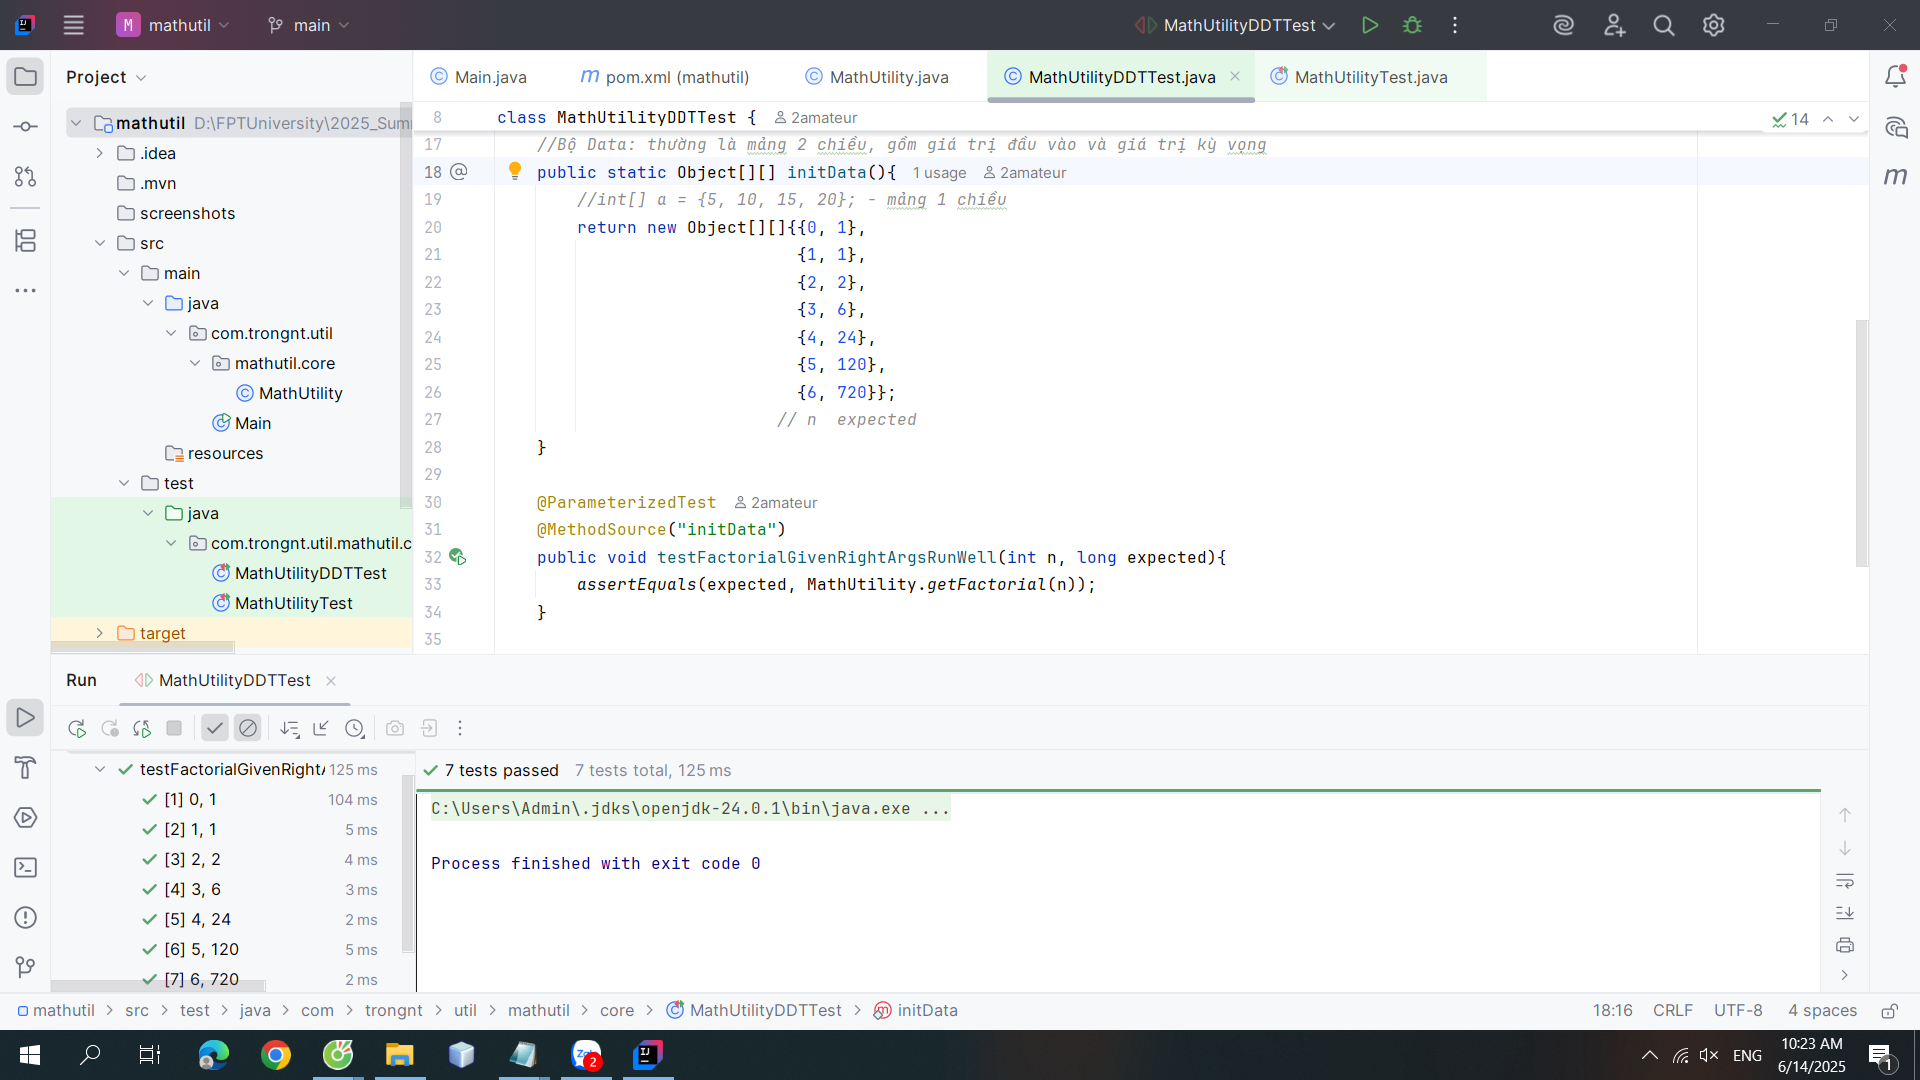 M mathutil main MathUtilityDDTTest
Project
mathutil D:\FPTUniversity\2025_Sum
.idea
.mvn
screenshots
src
main
java
com.trongnt.util
mathutil.core
MathUtility
Main
resources
test
java
com.trongnt.util.mathutil.c
MathUtilityDDTTest
MathUtilityTest
target
Main.java pom.xml (mathutil) MathUtility.java MathUtilityDDTTest.java MathUtilityTest.java
8 class MathUtilityDDTTest { 2amateur 14
17 //Bộ Data: thường là mảng 2 chiều, gồm giá trị đầu vào và giá trị kỳ vọng
18 public static Object[][] initData(){ 1 usage 2amateur
19 //int[] a = {5, 10, 15, 20}; - mảng 1 chiều
20 return new Object[][]{{0, 1},
21 {1, 1},
22 {2, 2},
23 {3, 6},
24 {4, 24},
25 {5, 120},
26 {6, 720}};
27 // n expected
28 }
29
30 @ParameterizedTest 2amateur
31 @MethodSource("initData")
32 public void testFactorialGivenRightArgsRunWell(int n, long expected){
33 assertEquals(expected, MathUtility.getFactorial(n));
34 }
35
Run MathUtilityDDTTest
testFactorialGivenRightA 125 ms
[1] 0, 1 104 ms
[2] 1, 1 5 ms
[3] 2, 2 4 ms
[4] 3, 6 3 ms
[5] 4, 24 2 ms
[6] 5, 120 5 ms
[7] 6, 720 2 ms
7 tests passed 7 tests total, 125 ms
C:\Users\Admin\.jdks\openjdk-24.0.1\bin\java.exe ...
Process finished with exit code 0
mathutil > src > test > java > com > trongnt > util > mathutil > core > MathUtilityDDTTest > initData 18:16 CRLF UTF-8 4 spaces
Zalo 2 ENG 10:23 AM 1
6/14/2025